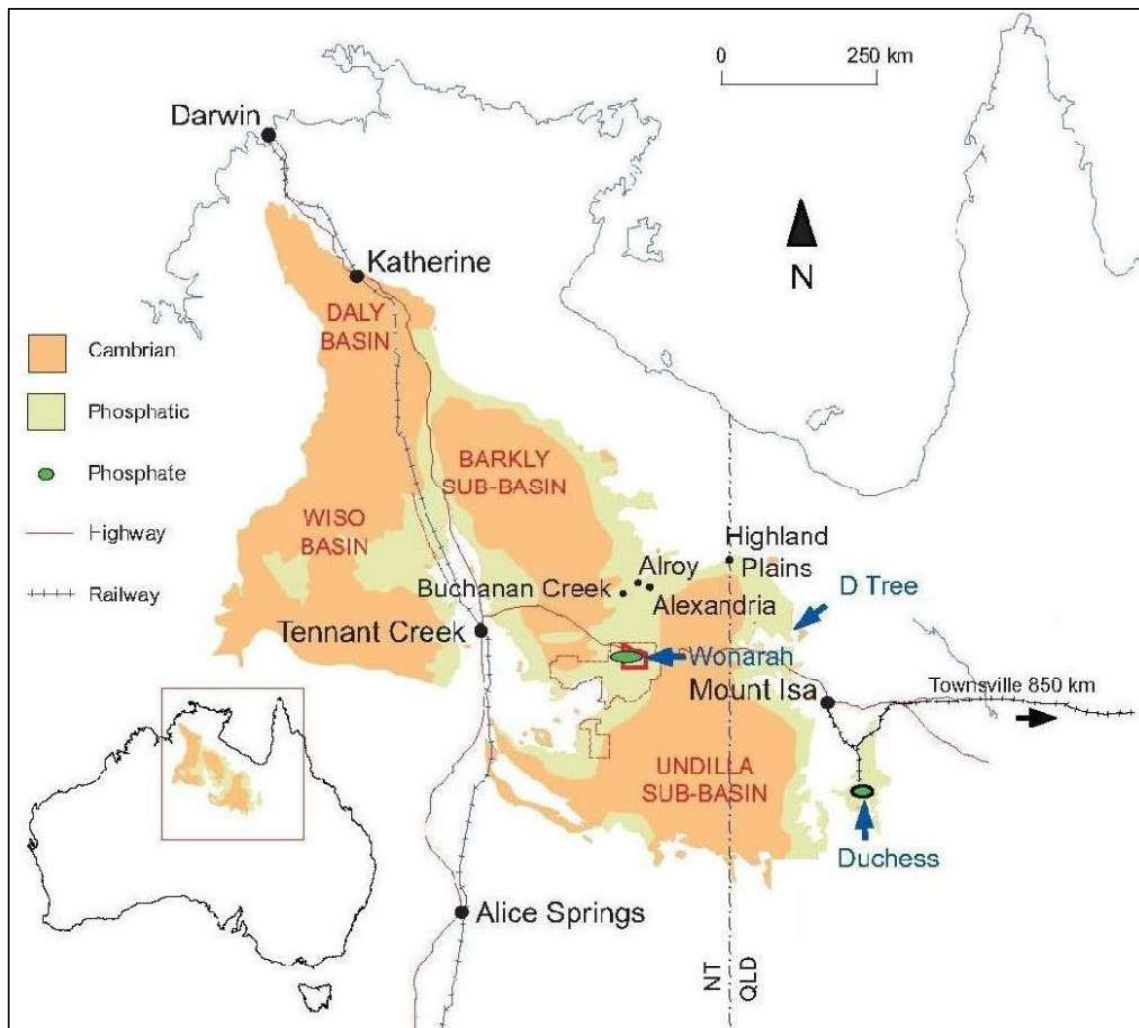 0
250 km
Darwin
N
Katherine
DALY
BASIN
Cambrian
Phosphatic
Phosphate
Highway
Railway
BARKLY
SUB-BASIN
WISO
BASIN
Highland
Plains
Alroy
Buchanan Creek
Alexandria
D Tree
Tennant Creek
Wonarah
Mount Isa
Townsville 850 km
UNDILLA
SUB-BASIN
Duchess
Alice Springs
NT
QLD